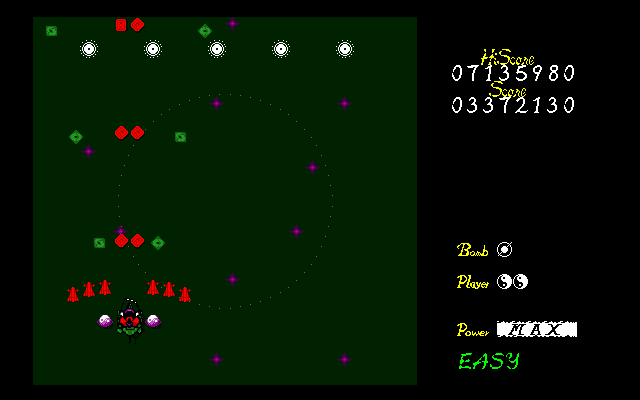 HiScore
07135980
Score
03372130
Bomb
Player
Power MAX
EASY